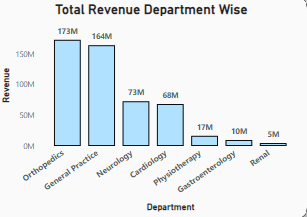 Total Revenue Department Wise
173M
164M
73M
68M
17M
10M
5M
150M
100M
50M
0M
Revenue
Orthopedics
General Practice
Neurology
Cardiology
Physiotherapy
Gastroenterology
Renal
Department